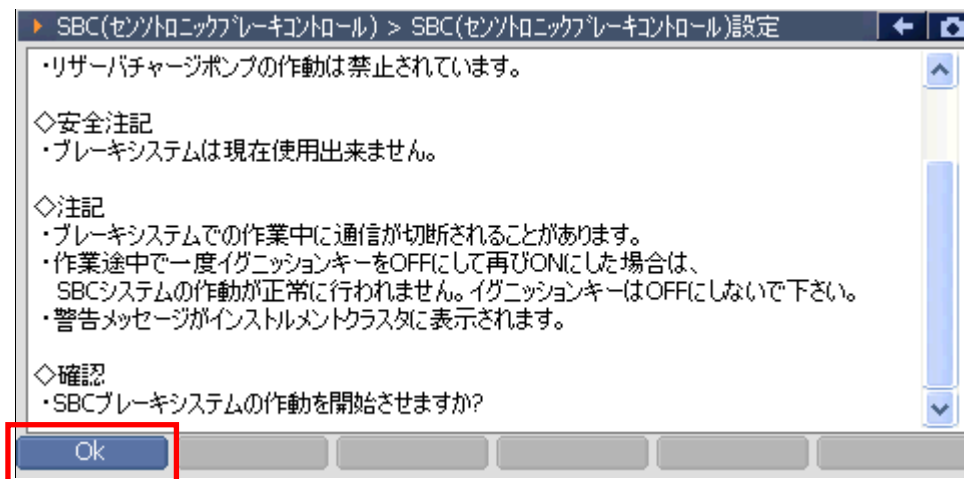 SBC(センソトロニックブレーキコントロール) > SBC(センソトロニックブレーキコントロール)設定
・リザーバチャージポンプの作動は禁止されています。
◇安全注記
・ブレーキシステムは現在使用出来ません。
◇注記
・ブレーキシステムでの作業中に通信が切断されることがあります。
・作業途中で一度イグニッションキーをOFFにして再びONにした場合は、
SBCシステムの作動が正常に行われません。イグニッションキーはOFFにしないで下さい。
・警告メッセージがインストルメントクラスタに表示されます。
◇確認
・SBCブレーキシステムの作動を開始させますか?
Ok